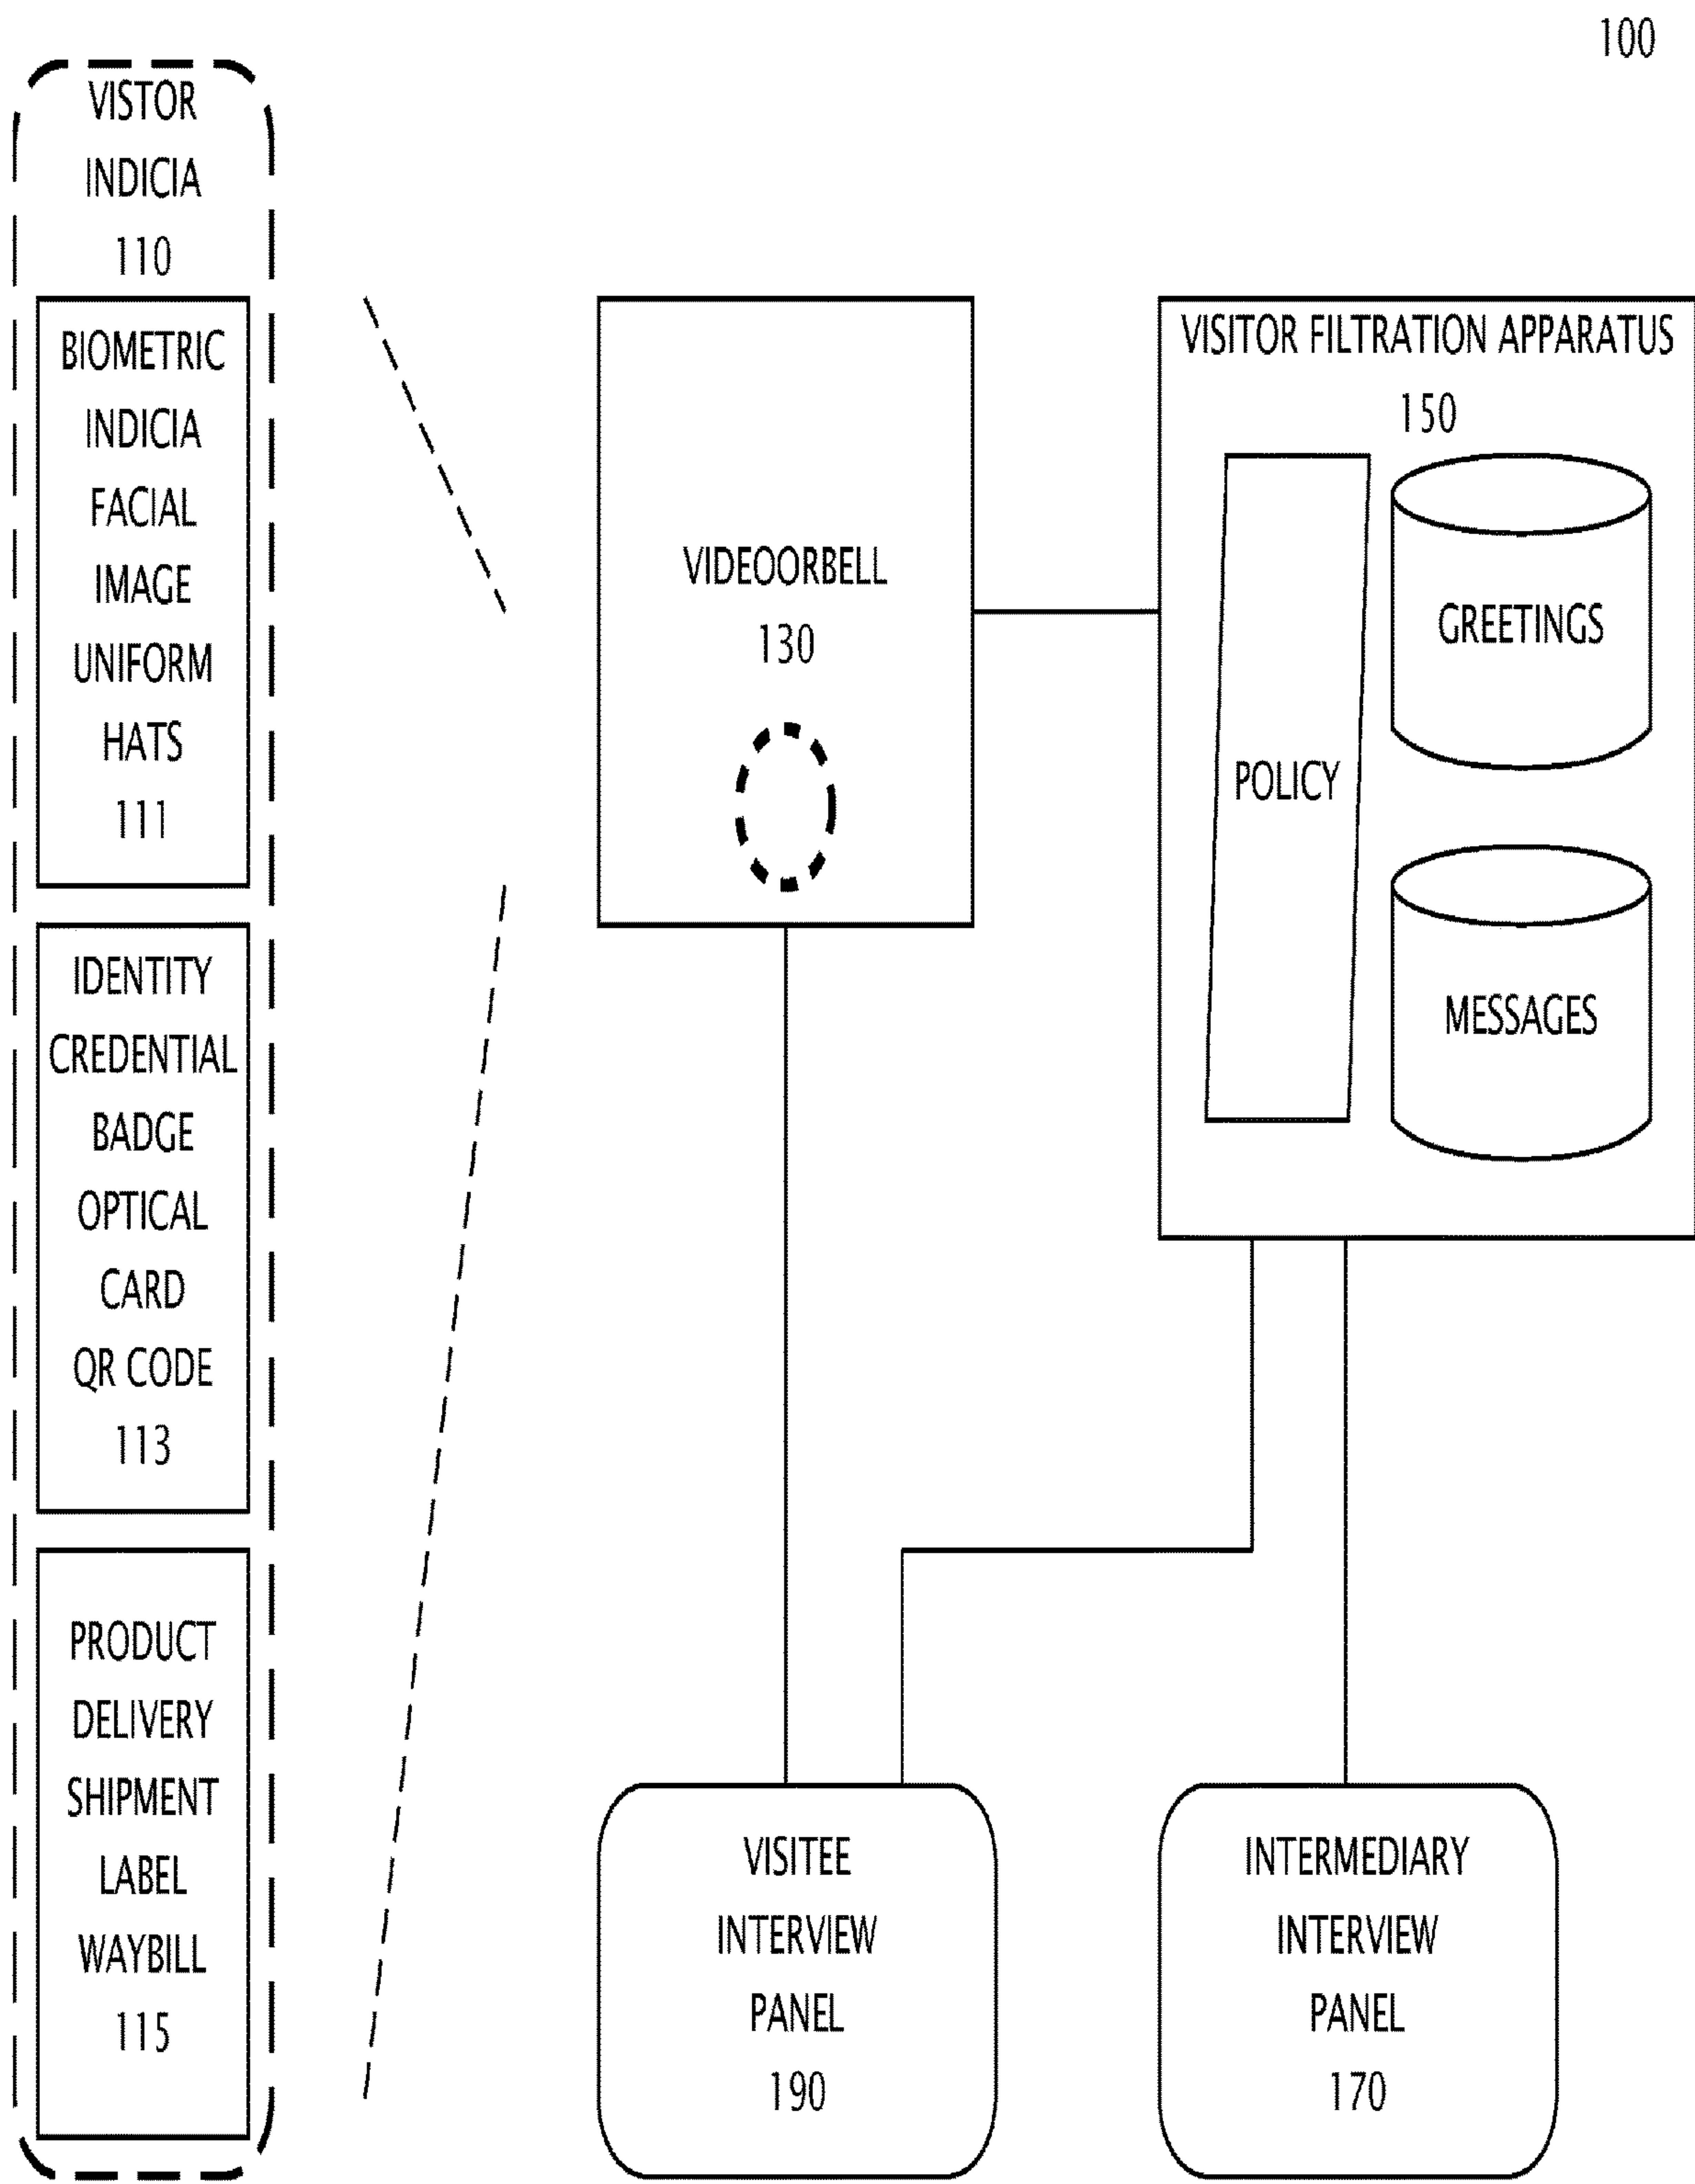 100
VISTOR
INDICIA
110
BIOMETRIC
INDICIA
FACIAL
IMAGE
UNIFORM
HATS
111
IDENTITY
CREDENTIAL
BADGE
OPTICAL
CARD
QR CODE
113
PRODUCT
DELIVERY
SHIPMENT
LABEL
WAYBILL
115
VIDEOORBELL
130
VISITOR FILTRATION APPARATUS
150
POLICY
GREETINGS
MESSAGES
VISITEE
INTERVIEW
PANEL
190
INTERMEDIARY
INTERVIEW
PANEL
170